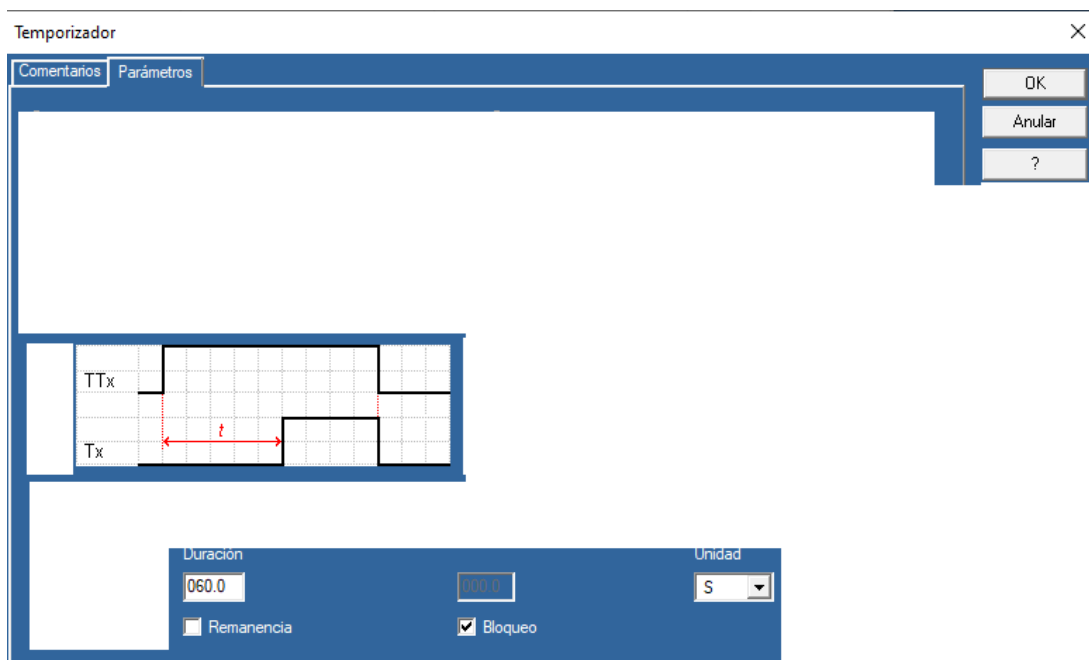 Temporizador
Comentarios Parámetros
OK
Anular
?
TTx
t
Tx
Duración Unidad
060.0 000.0 S
Remanencia Bloqueo